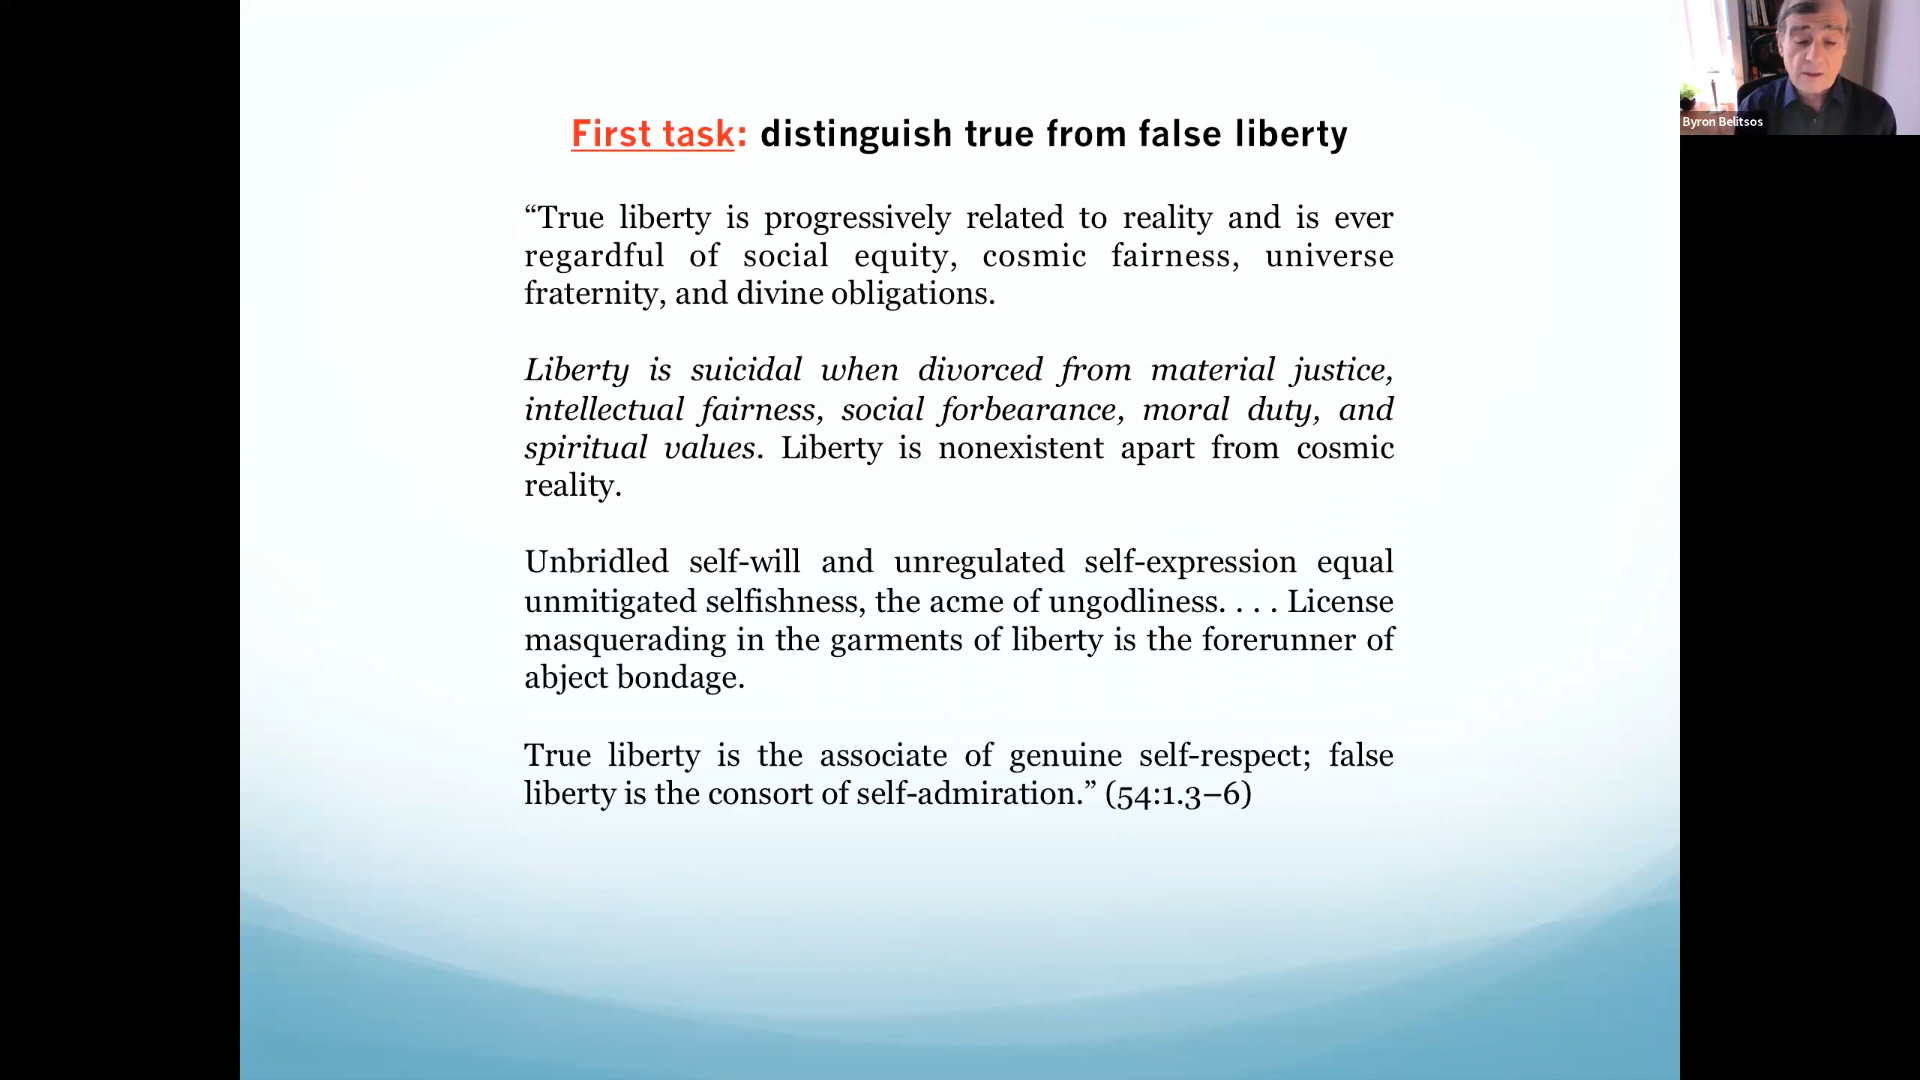 First task: distinguish true from false liberty
“True liberty is progressively related to reality and is ever
regardful of social equity, cosmic fairness, universe
fraternity, and divine obligations.
Liberty is suicidal when divorced from material justice,
intellectual fairness, social forbearance, moral duty, and
spiritual values. Liberty is nonexistent apart from cosmic
reality.
Unbridled self-will and unregulated self-expression equal
unmitigated selfishness, the acme of ungodliness. . . . License
masquerading in the garments of liberty is the forerunner of
abject bondage.
True liberty is the associate of genuine self-respect; false
liberty is the consort of self-admiration.” (54:1.3–6)
Byron Belitsos